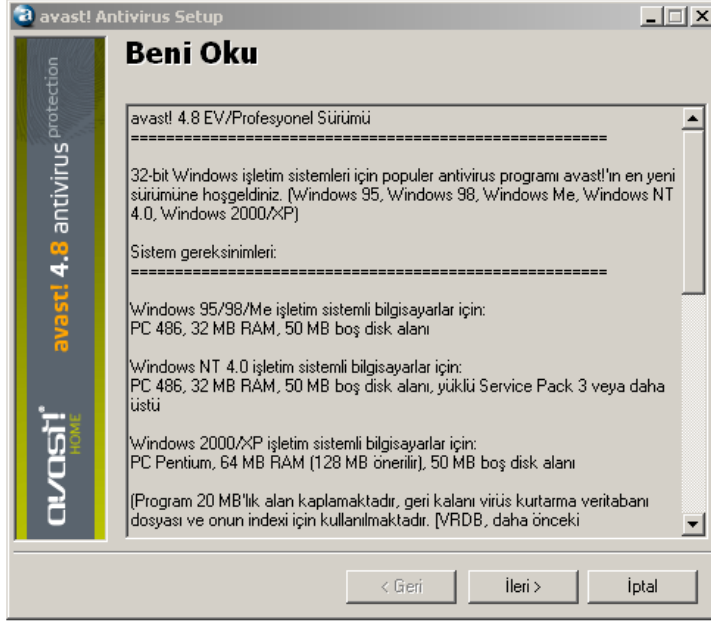 avast! Antivirus Setup
Beni Oku
avast! 4.8 antivirus protection
avast! HOME
avast! 4.8 EV/Profesyonel Sürümü
======================================================
32-bit Windows işletim sistemleri için populer antivirus programı avast!'ın en yeni
sürümüne hoşgeldiniz. (Windows 95, Windows 98, Windows Me, Windows NT
4.0, Windows 2000/XP)
Sistem gereksinimleri:
======================================================
Windows 95/98/Me işletim sistemli bilgisayarlar için:
PC 486, 32 MB RAM, 50 MB boş disk alanı
Windows NT 4.0 işletim sistemli bilgisayarlar için:
PC 486, 32 MB RAM, 50 MB boş disk alanı, yüklü Service Pack 3 veya daha
üstü
Windows 2000/XP işletim sistemli bilgisayarlar için:
PC Pentium, 64 MB RAM (128 MB önerilir), 50 MB boş disk alanı
(Program 20 MB'lık alan kaplamaktadır, geri kalanı virüs kurtarma veritabanı
dosyası ve onun indexi için kullanılmaktadır. [VRDB, daha önceki
< Geri
İleri >
İptal